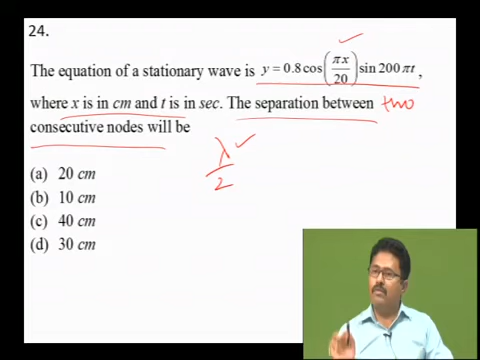 24.
The equation of a stationary wave is y = 0.8 cos(πx/20) sin 200πt,
where x is in cm and t is in sec. The separation between two
consecutive nodes will be
λ/2
(a) 20 cm
(b) 10 cm
(c) 40 cm
(d) 30 cm